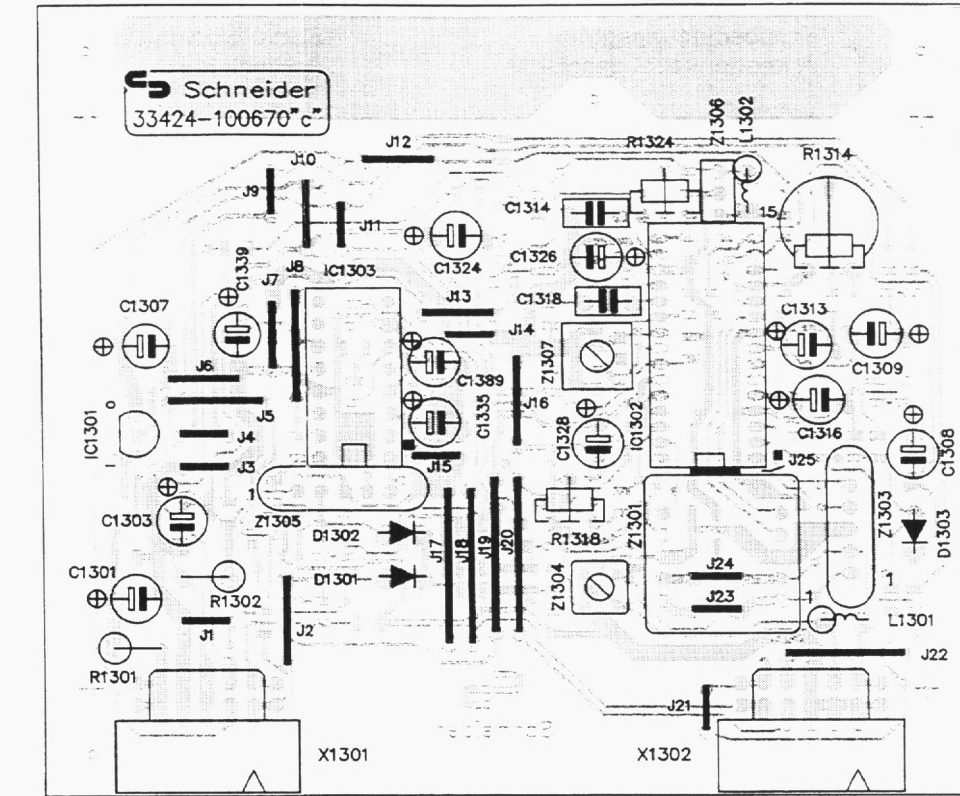 Schneider
33424-100670"c"
J12
J10
J9
J11
R1324
Z1306
L1302
R1314
C1314
15
C1324
C1326
C1339
J8
J7
IC1303
C1318
C1307
J13
J14
C1313
C1309
Z1307
C1389
J6
J5
J16
C1335
IC1301
O
I
J4
J3
C1328
IC1302
C1316
C1308
J15
J25
C1303
1
Z1305
D1302
D1301
J17
J18
J19
J20
R1318
Z1301
Z1303
D1303
C1301
R1302
Z1304
J24
J23
1
1
L1301
J1
J2
R1301
J22
J21
X1301
X1302